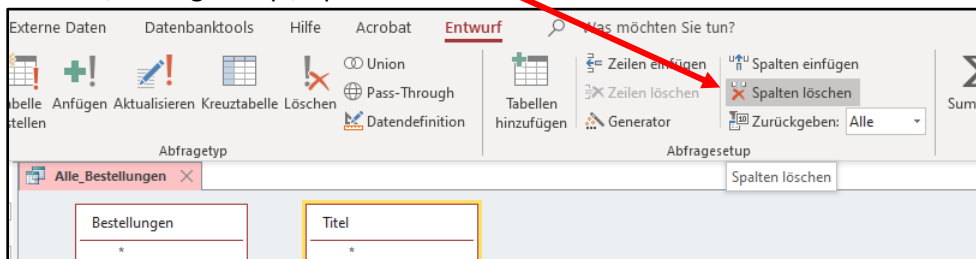 Externe Daten Datenbanktools Hilfe Acrobat Entwurf Was möchten Sie tun?
Union
Pass-Through
Datendefinition
Anfügen Aktualisieren Kreuztabelle Löschen
Abfragetyp
Tabellen
hinzufügen
Zeilen einfügen
Zeilen löschen
Generator
Spalten einfügen
Spalten löschen
Zurückgeben: Alle
Abfragesetup
Spalten löschen
Alle_Bestellungen
Bestellungen
*
Titel
*